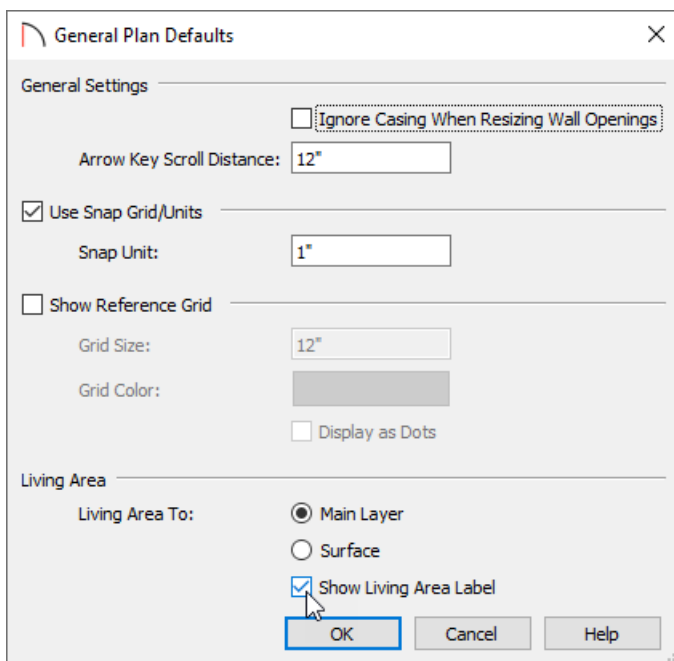 General Plan Defaults
General Settings
Ignore Casing When Resizing Wall Openings
Arrow Key Scroll Distance: 12"
Use Snap Grid/Units
Snap Unit: 1"
Show Reference Grid
Grid Size: 12"
Grid Color:
Display as Dots
Living Area
Living Area To: Main Layer
Surface
Show Living Area Label
OK Cancel Help